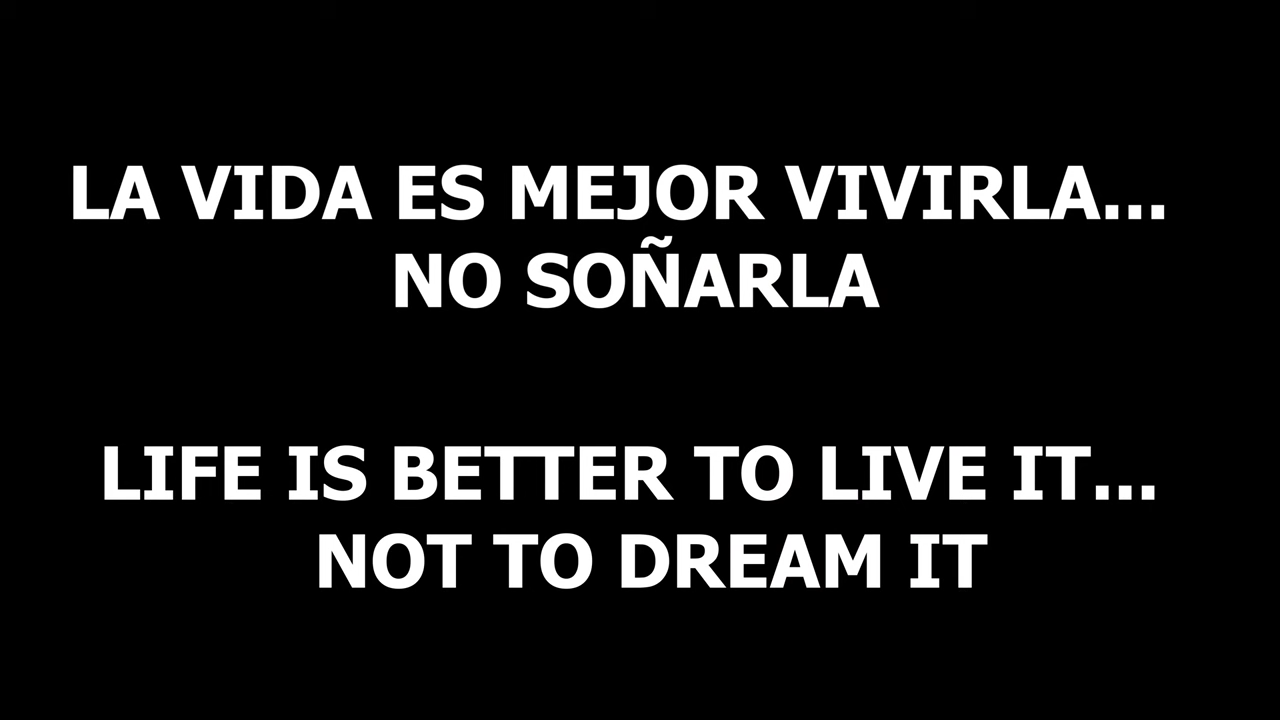 LA VIDA ES MEJOR VIVIRLA...
NO SOÑARLA
LIFE IS BETTER TO LIVE IT...
NOT TO DREAM IT